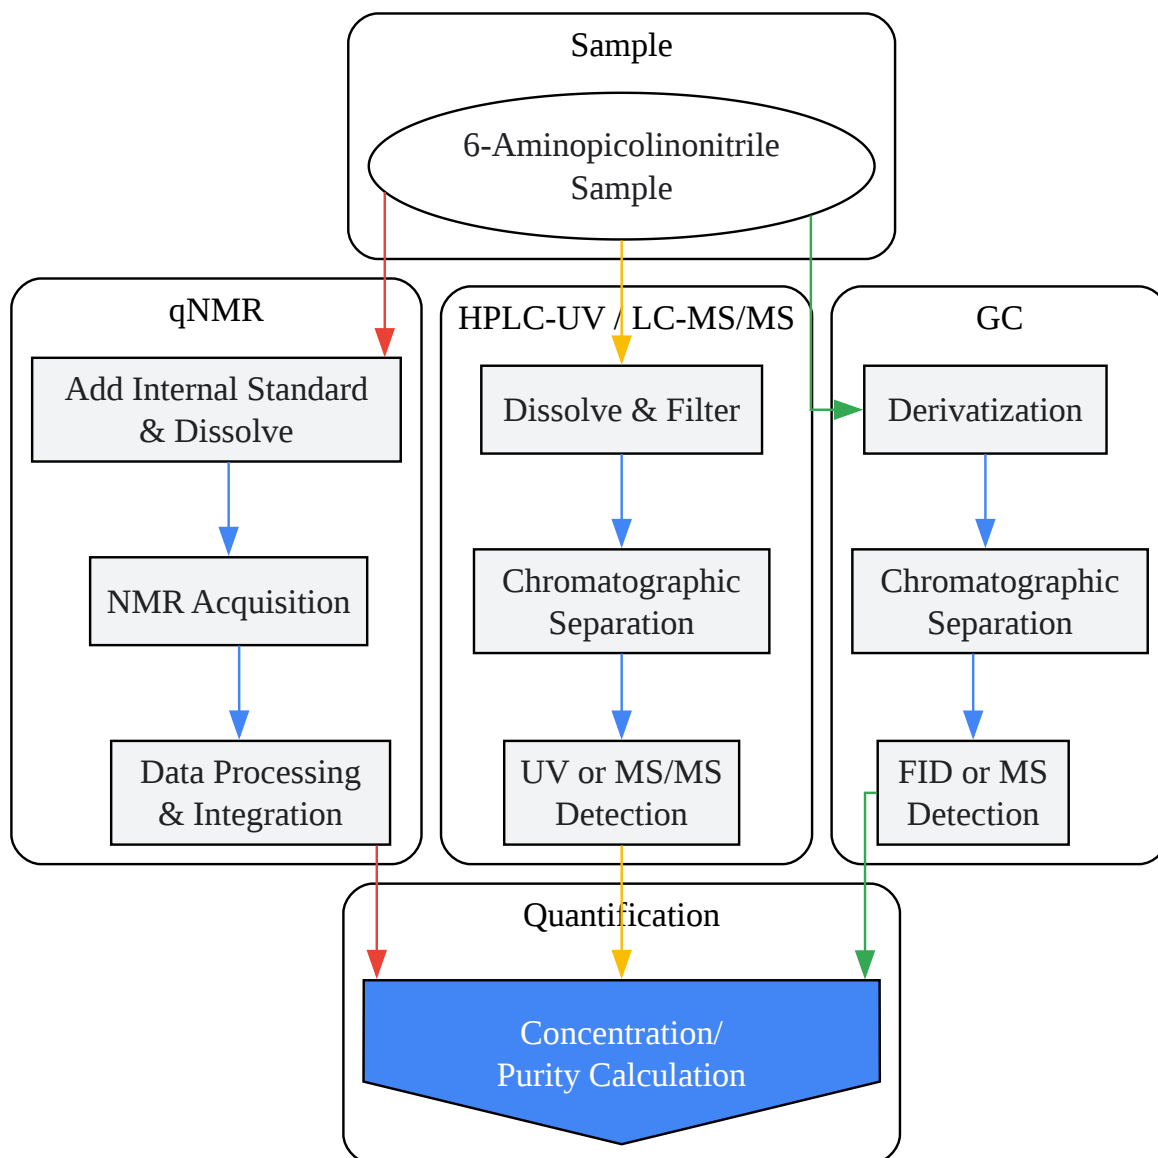 Sample
6-Aminopicolinonitrile
Sample
qNMR
Add Internal Standard
& Dissolve
NMR Acquisition
Data Processing
& Integration
HPLC-UV / LC-MS/MS
Dissolve & Filter
Chromatographic
Separation
UV or MS/MS
Detection
GC
Derivatization
Chromatographic
Separation
FID or MS
Detection
Quantification
Concentration/
Purity Calculation